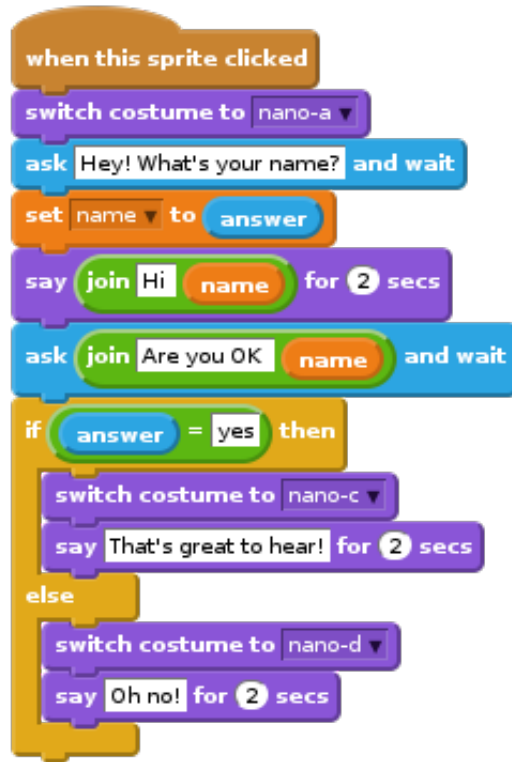 when this sprite clicked
switch costume to nano-a
ask Hey! What's your name? and wait
set name to answer
say join Hi name for 2 secs
ask join Are you OK name and wait
if answer = yes then
switch costume to nano-c
say That's great to hear! for 2 secs
else
switch costume to nano-d
say Oh no! for 2 secs